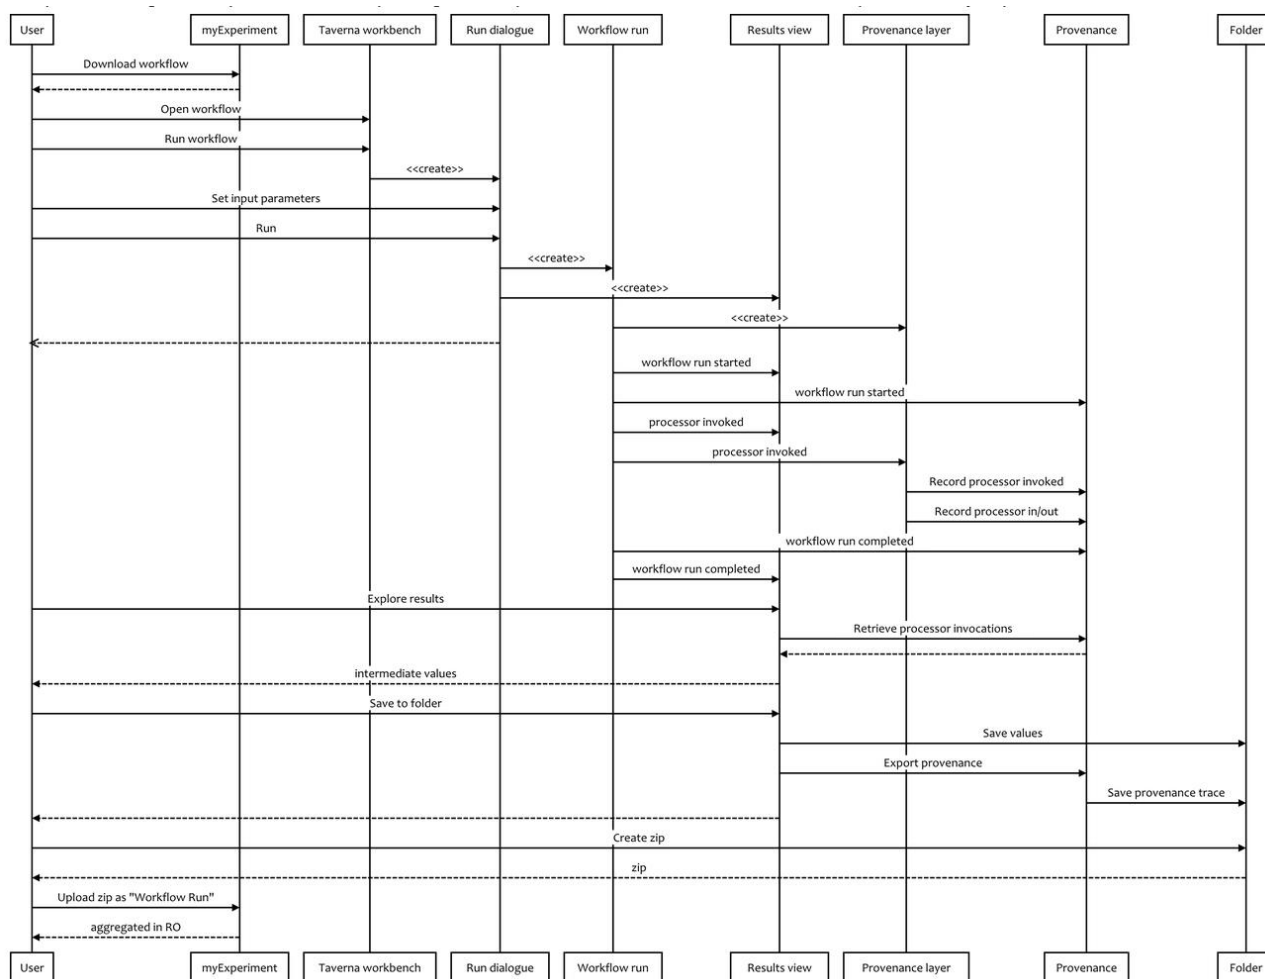 User myExperiment Taverna workbench Run dialogue Workflow run Results view Provenance layer Provenance Folder
Download workflow
Open workflow
Run workflow
<<create>>
Set input parameters
Run
<<create>>
<<create>>
<<create>>
workflow run started
workflow run started
processor invoked
processor invoked
Record processor invoked
Record processor in/out
workflow run completed
workflow run completed
Explore results
Retrieve processor invocations
intermediate values
Save to folder
Save values
Export provenance
Save provenance trace
Create zip
zip
Upload zip as "Workflow Run"
aggregated in RO
User myExperiment Taverna workbench Run dialogue Workflow run Results view Provenance layer Provenance Folder